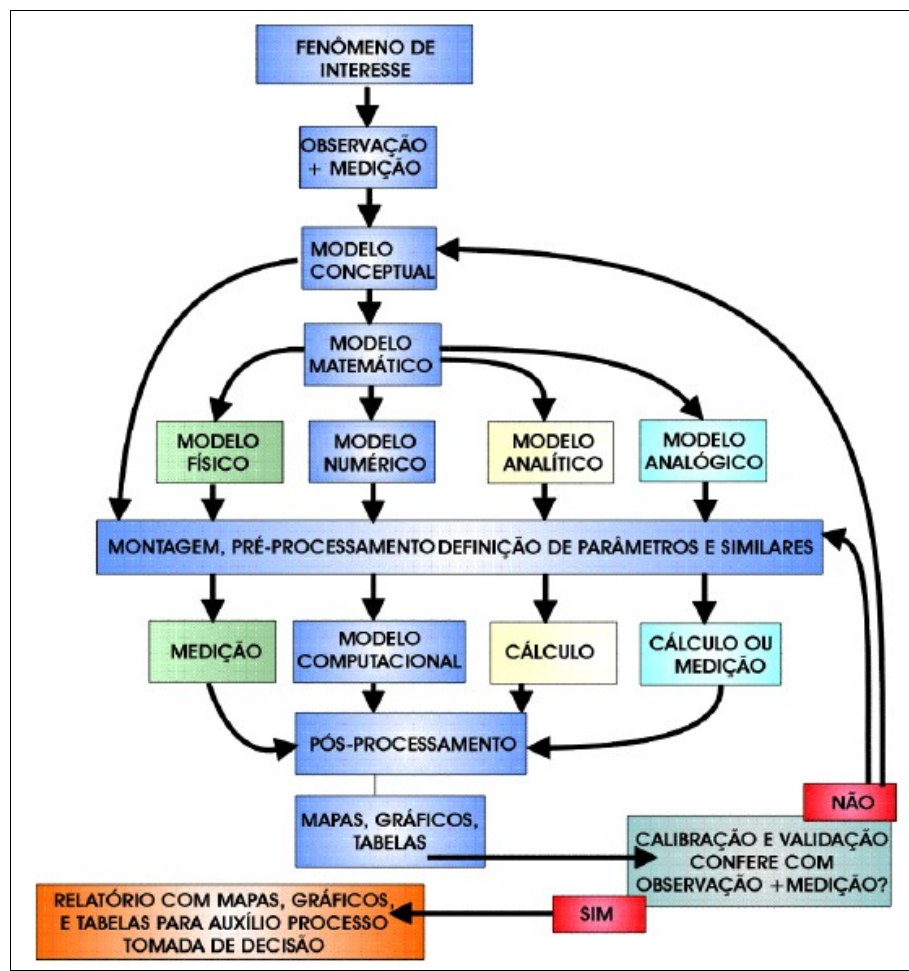 FENÔMENO DE
INTERESSE
OBSERVAÇÃO
+ MEDIÇÃO
MODELO
CONCEPTUAL
MODELO
MATEMÁTICO
MODELO
FÍSICO
MODELO
NUMÉRICO
MODELO
ANALÍTICO
MODELO
ANALÓGICO
MONTAGEM, PRÉ-PROCESSAMENTO DEFINIÇÃO DE PARÂMETROS E SIMILARES
MEDIÇÃO
MODELO
COMPUTACIONAL
CÁLCULO
CÁLCULO OU
MEDIÇÃO
PÓS-PROCESSAMENTO
MAPAS, GRÁFICOS,
TABELAS
NÃO
CALIBRAÇÃO E VALIDAÇÃO
CONFERE COM
OBSERVAÇÃO +MEDIÇÃO?
SIM
RELATÓRIO COM MAPAS, GRÁFICOS,
E TABELAS PARA AUXÍLIO PROCESSO
TOMADA DE DECISÃO